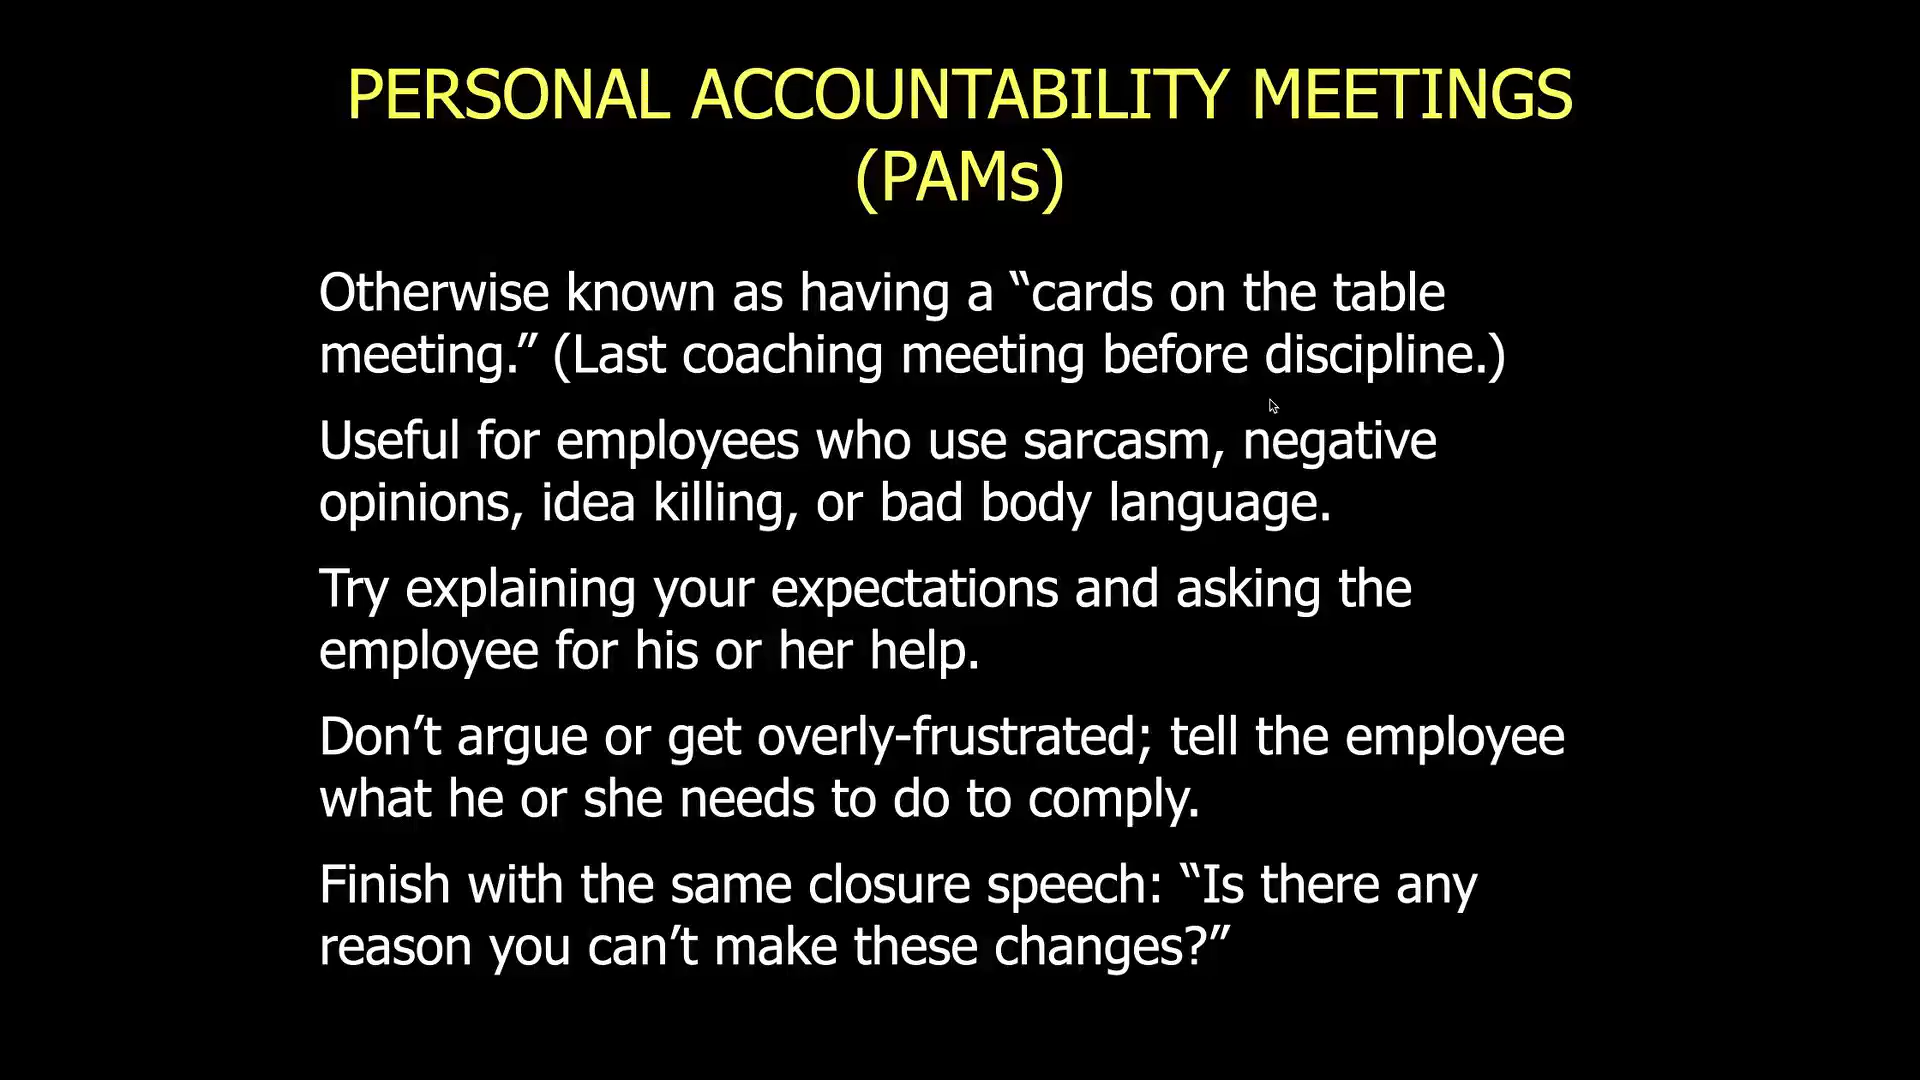 PERSONAL ACCOUNTABILITY MEETINGS
(PAMs)
Otherwise known as having a “cards on the table
meeting.” (Last coaching meeting before discipline.)
Useful for employees who use sarcasm, negative
opinions, idea killing, or bad body language.
Try explaining your expectations and asking the
employee for his or her help.
Don’t argue or get overly-frustrated; tell the employee
what he or she needs to do to comply.
Finish with the same closure speech: “Is there any
reason you can’t make these changes?”